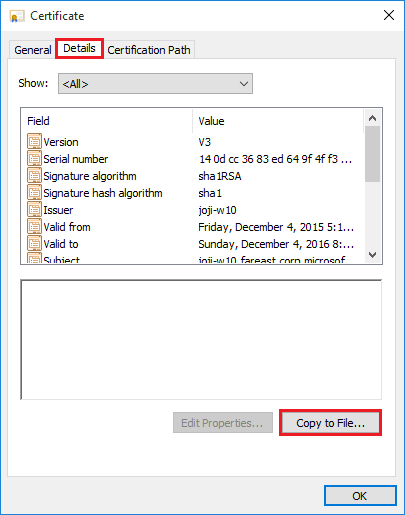 Certificate
General Details Certification Path
Show: <All>
Field Value
Version V3
Serial number 14 0d cc 36 83 ed 64 9f 4f f3 ...
Signature algorithm sha1RSA
Signature hash algorithm sha1
Issuer joji-w10
Valid from Friday, December 4, 2015 5:1...
Valid to Sunday, December 4, 2016 8:...
Subject joji-w10.fareast.corp.microsof
Edit Properties...
Copy to File...
OK